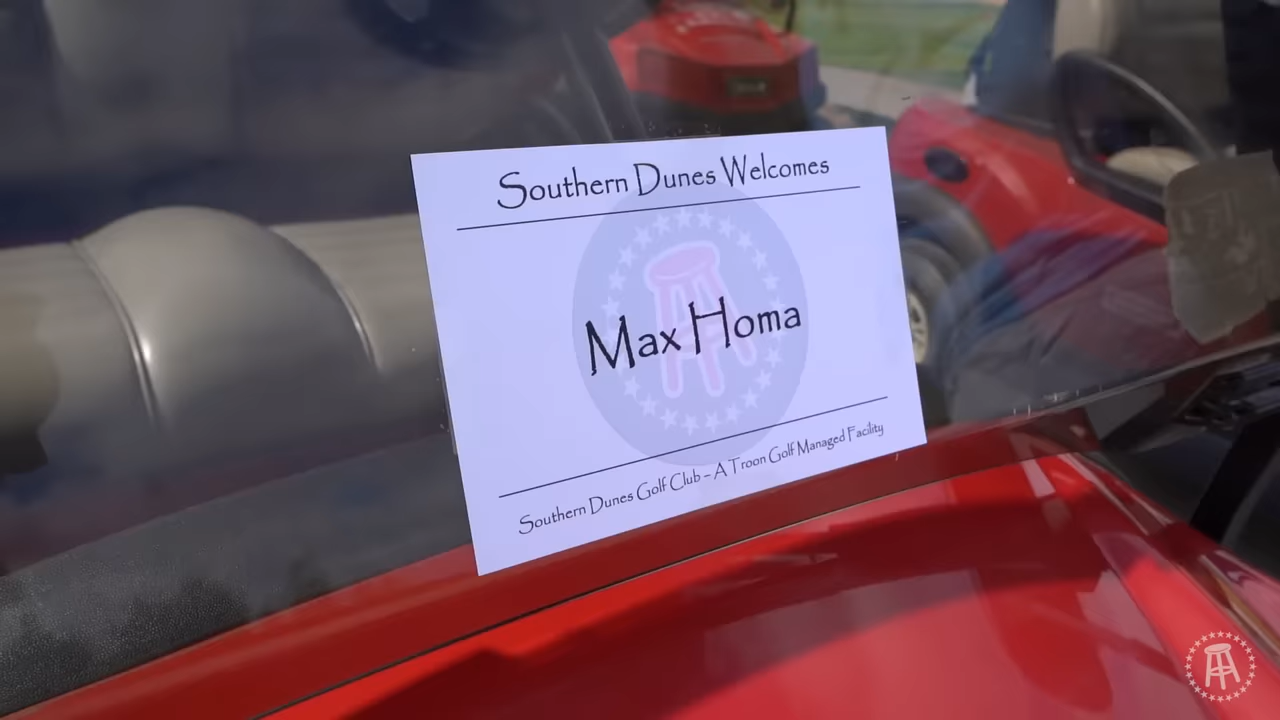 Southern Dunes Welcomes
Max Homa
Southern Dunes Golf Club – A Troon Golf Managed Facility